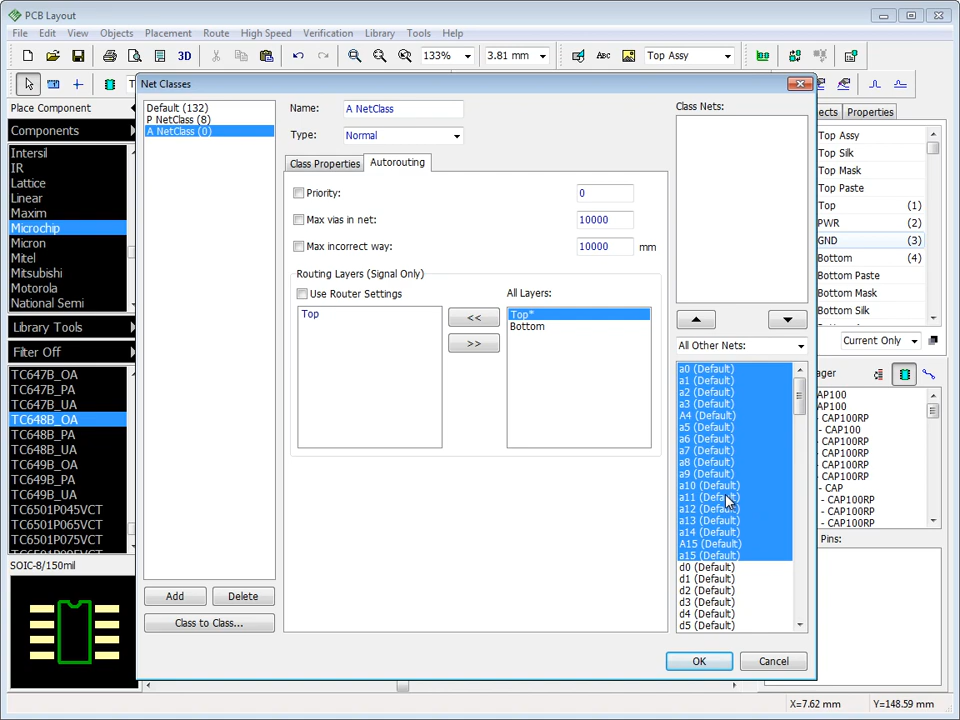 PCB Layout
File Edit View Objects Placement Route High Speed Verification Library Tools Help
3D 133% 3.81 mm ABC Top Assy
Place Component
Components
Intersil
IR
Lattice
Linear
Maxim
Microchip
Micron
Mitel
Mitsubishi
Motorola
National Semi
Library Tools
Filter Off
TC647B_OA
TC647B_PA
TC647B_UA
TC648B_OA
TC648B_PA
TC648B_UA
TC649B_OA
TC649B_PA
TC649B_UA
TC6501P045VCT
TC6501P065VCT
TC6501P075VCT
SOIC-8/150mil
Net Classes
Default (132)
P NetClass (8)
A NetClass (0)
Add
Delete
Class to Class...
Name: A NetClass
Type: Normal
Class Properties
Autorouting
Priority: 0
Max vias in net: 10000
Max incorrect way: 10000 mm
Routing Layers (Signal Only)
Use Router Settings
Top
<<
>>
All Layers:
Top*
Bottom
Class Nets:
All Other Nets:
a0 (Default)
a1 (Default)
a2 (Default)
a3 (Default)
A4 (Default)
a5 (Default)
a6 (Default)
a7 (Default)
a8 (Default)
a9 (Default)
a10 (Default)
a11 (Default)
a12 (Default)
a13 (Default)
a14 (Default)
A15 (Default)
a15 (Default)
d0 (Default)
d1 (Default)
d2 (Default)
d3 (Default)
d4 (Default)
d5 (Default)
OK
Cancel
ects
Properties
Top Assy
Top Silk
Top Mask
Top Paste
Top (1)
PWR (2)
GND (3)
Bottom (4)
Bottom Paste
Bottom Mask
Bottom Silk
Current Only
ager
AP100
AP100
- CAP100RP
- CAP100
- CAP100RP
- CAP100RP
- CAP100RP
- CAP
- CAP100RP
- CAP100RP
- CAP100RP
Pins:
X=7.62 mm Y=148.59 mm